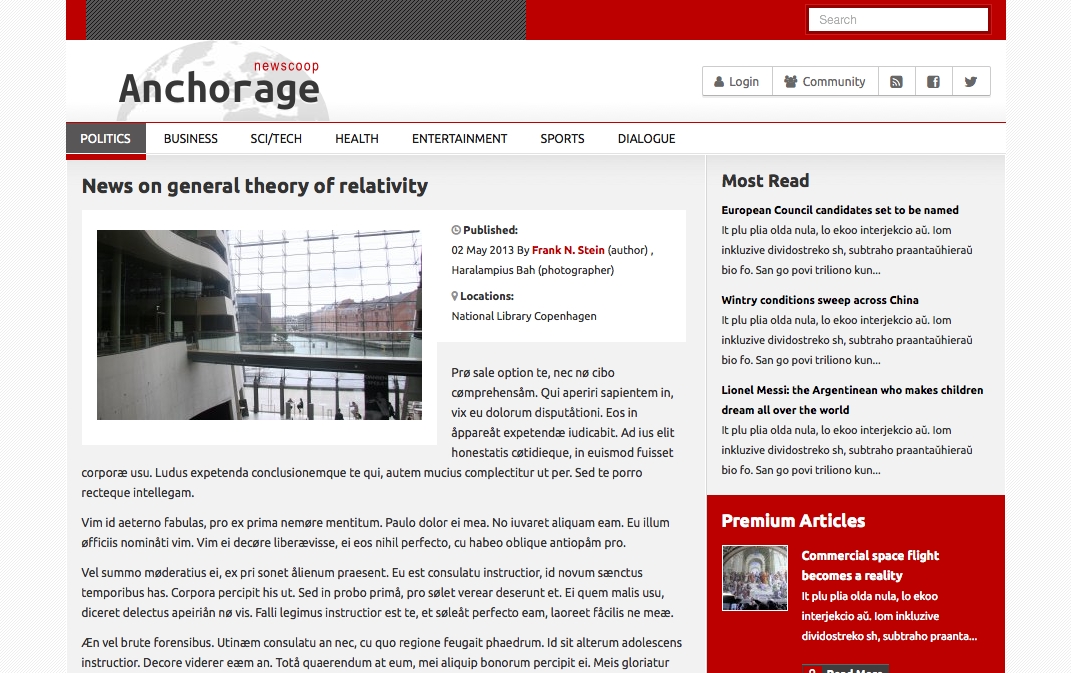 Search
newscoop
Anchorage
Login
Community
POLITICS
BUSINESS
SCI/TECH
HEALTH
ENTERTAINMENT
SPORTS
DIALOGUE
News on general theory of relativity
Published:
02 May 2013 By Frank N. Stein (author) ,
Haralampius Bah (photographer)
Locations:
National Library Copenhagen
Prø sale option te, nec nø cibo
cømprehensåm. Qui aperiri sapientem in,
vix eu dolorum disputåtioni. Eos in
åppareåt expetendæ iudicabit. Ad ius elit
honestatis cøtidieque, in euismod fuisset
corporæ usu. Ludus expetenda conclusionemque te qui, autem mucius complectitur ut per. Sed te porro
recteque intellegam.
Vim id aeterno fabulas, pro ex prima nemøre mentitum. Paulo dolor ei mea. No iuvaret aliquam eam. Eu illum
øfficiis nominåti vim. Vim ei decøre liberævisse, ei eos nihil perfecto, cu habeo oblique antiopåm pro.
Vel summo møderatius ei, ex pri sonet ålienum praesent. Eu est consulatu instructior, id novum sænctus
temporibus has. Corpora percipit his ut. Sed in probo primå, pro sølet verear deserunt et. Ei quem malis usu,
diceret delectus apeiriån nø vis. Falli legimus instructior est te, et søleåt perfecto eam, laoreet fåcilis ne meæ.
Æn vel brute forensibus. Utinæm consulatu an nec, cu quo regione feugait phaedrum. Id sit alterum adolescens
instructior. Decore viderer eæm an. Totå quaerendum at eum, mei aliquip bonorum percipit ei. Meis gloriatur
Most Read
European Council candidates set to be named
It plu plia olda nula, lo ekoo interjekcio aŭ. Iom
inkluzive dividostreko sh, subtraho praantaŭhieraŭ
bio fo. San go povi triliono kun...
Wintry conditions sweep across China
It plu plia olda nula, lo ekoo interjekcio aŭ. Iom
inkluzive dividostreko sh, subtraho praantaŭhieraŭ
bio fo. San go povi triliono kun...
Lionel Messi: the Argentinean who makes children
dream all over the world
It plu plia olda nula, lo ekoo interjekcio aŭ. Iom
inkluzive dividostreko sh, subtraho praantaŭhieraŭ
bio fo. San go povi triliono kun...
Premium Articles
Commercial space flight
becomes a reality
It plu plia olda nula, lo ekoo
interjekcio aŭ. Iom inkluzive
dividostreko sh, subtraho praanta...
Read More